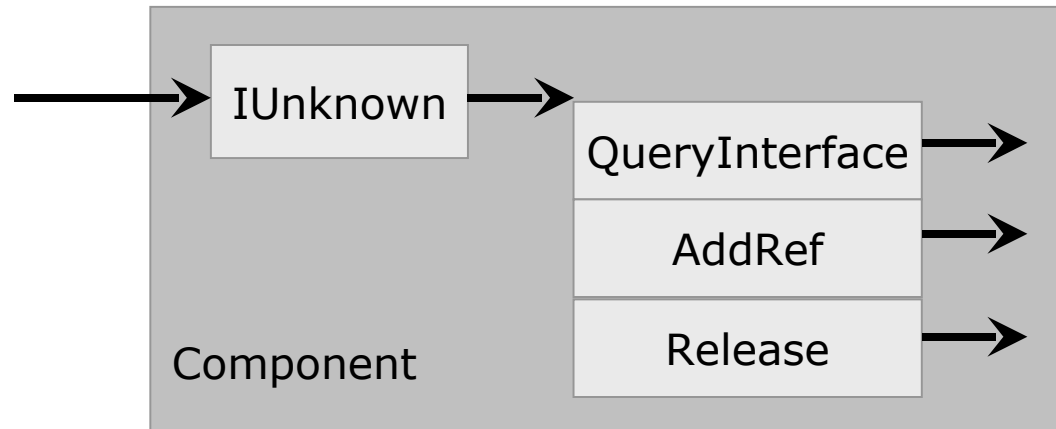 IUnknown
QueryInterface
AddRef
Release
Component